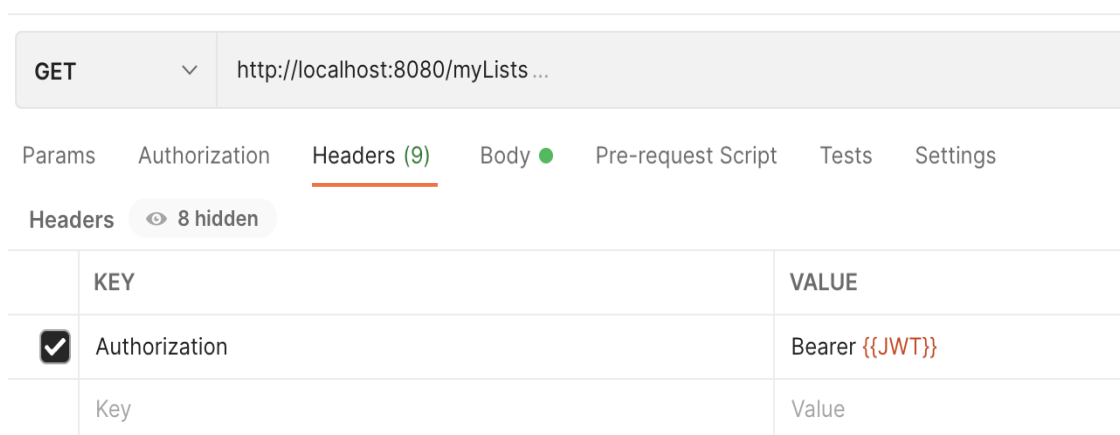 GET http://localhost:8080/myLists...
Params Authorization Headers (9) Body Pre-request Script Tests Settings
Headers 8 hidden
KEY VALUE
Authorization Bearer {{JWT}}
Key Value